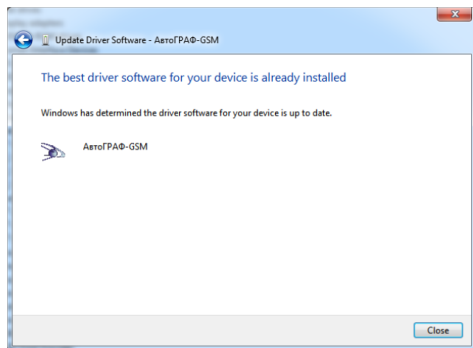 Update Driver Software - АвтоГРАФ-GSM
The best driver software for your device is already installed
Windows has determined the driver software for your device is up to date.
АвтоГРАФ-GSM
Close